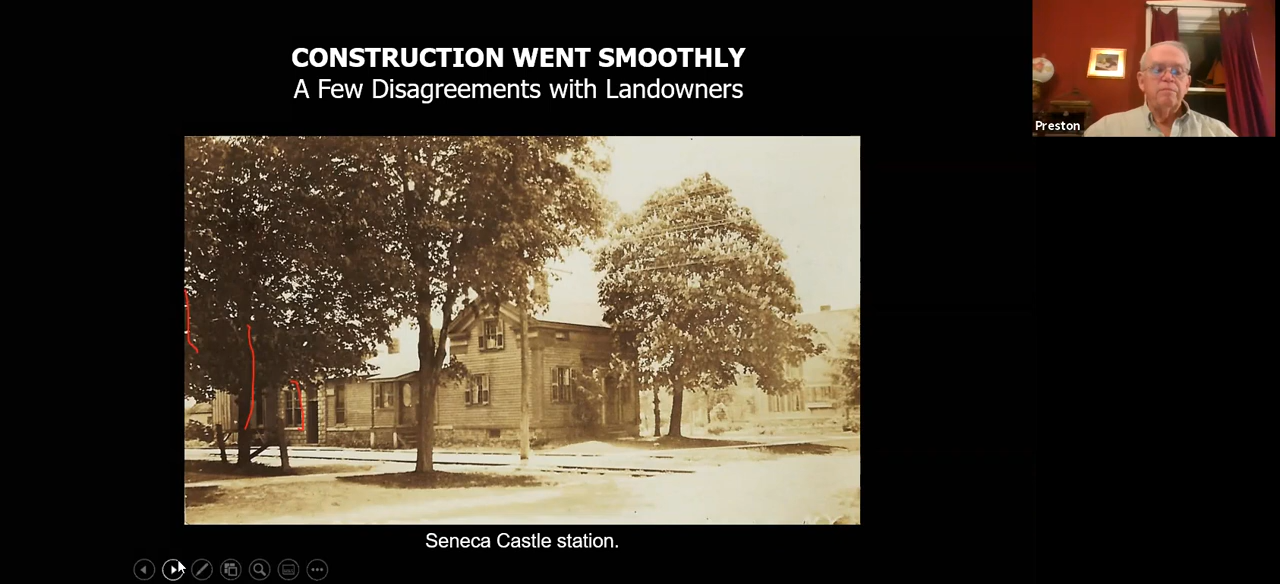 CONSTRUCTION WENT SMOOTHLY
A Few Disagreements with Landowners
Preston
Seneca Castle station.